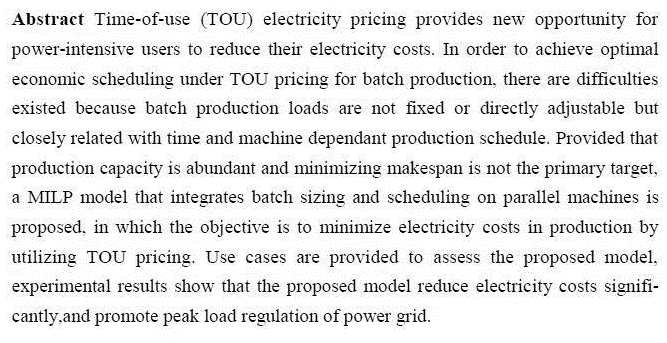 Abstract Time-of-use (TOU) electricity pricing provides new opportunity for
power-intensive users to reduce their electricity costs. In order to achieve optimal
economic scheduling under TOU pricing for batch production, there are difficulties
existed because batch production loads are not fixed or directly adjustable but
closely related with time and machine dependant production schedule. Provided that
production capacity is abundant and minimizing makespan is not the primary target,
a MILP model that integrates batch sizing and scheduling on parallel machines is
proposed, in which the objective is to minimize electricity costs in production by
utilizing TOU pricing. Use cases are provided to assess the proposed model,
experimental results show that the proposed model reduce electricity costs signifi-
cantly,and promote peak load regulation of power grid.